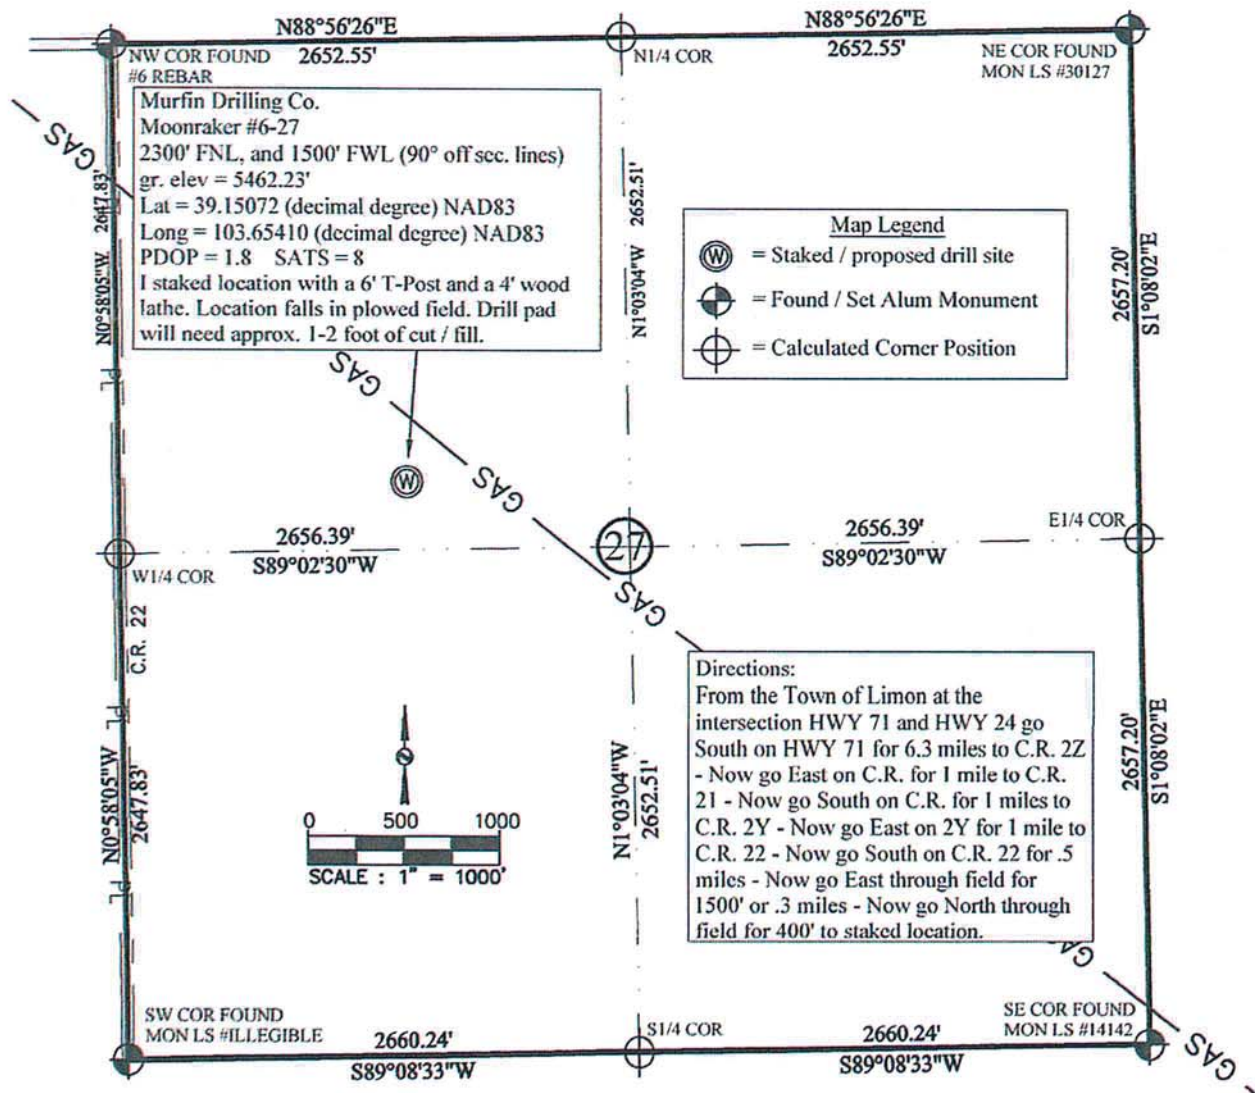 N88°56'26"E
2652.55'
N88°56'26"E
2652.55'
NW COR FOUND
#6 REBAR
N1/4 COR
NE COR FOUND
MON LS #30127
Murfin Drilling Co.
Moonraker #6-27
2300' FNL, and 1500' FWL (90° off sec. lines)
gr. elev = 5462.23'
Lat = 39.15072 (decimal degree) NAD83
Long = 103.65410 (decimal degree) NAD83
PDOP = 1.8 SATS = 8
I staked location with a 6' T-Post and a 4' wood
lathe. Location falls in plowed field. Drill pad
will need approx. 1-2 foot of cut / fill.
GAS
N0°58'05"W 2647.83'
PL
N1°03'04"W 2652.51'
Map Legend
W = Staked / proposed drill site
= Found / Set Alum Monument
= Calculated Corner Position
2657.20'
S1°08'02"E
GAS
W
GAS
2656.39'
S89°02'30"W
27
2656.39'
S89°02'30"W
E1/4 COR
W1/4 COR
C.R. 22
GAS
PL
N0°58'05"W
2647.83'
PL
N
0 500 1000
SCALE : 1" = 1000'
N1°03'04"W
2652.51'
Directions:
From the Town of Limon at the
intersection HWY 71 and HWY 24 go
South on HWY 71 for 6.3 miles to C.R. 2Z
- Now go East on C.R. for 1 mile to C.R.
21 - Now go South on C.R. for 1 miles to
C.R. 2Y - Now go East on 2Y for 1 mile to
C.R. 22 - Now go South on C.R. 22 for .5
miles - Now go East through field for
1500' or .3 miles - Now go North through
field for 400' to staked location.
2657.20'
S1°08'02"E
GAS
SW COR FOUND
MON LS #ILLEGIBLE
2660.24'
S89°08'33"W
S1/4 COR
2660.24'
S89°08'33"W
SE COR FOUND
MON LS #14142
GAS